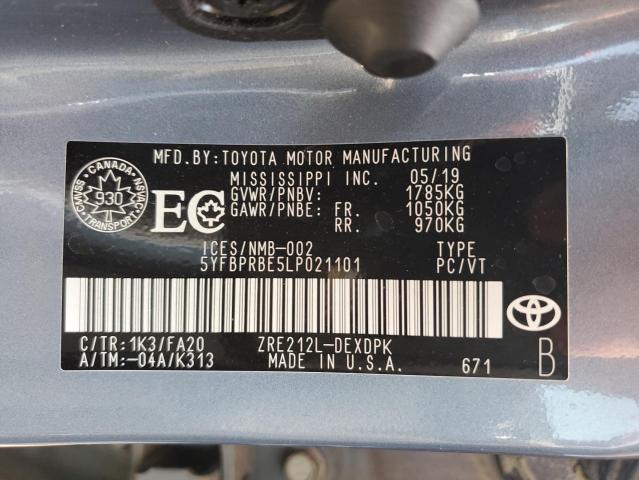 MFD.BY:TOYOTA MOTOR MANUFACTURING
MISSISSIPPI INC. 05/19
GVWR/PNBV: 1785KG
GAWR/PNBE: FR. 1050KG
RR. 970KG
CANADA
CMVSS NSVAC
930
TRANSPORT
EC
ICES/NMB-002 TYPE
5YFBPRBE5LP021101 PC/VT
C/TR:1K3/FA20 ZRE212L-DEXDPK
A/TM:-04A/K313 MADE IN U.S.A. 671 B